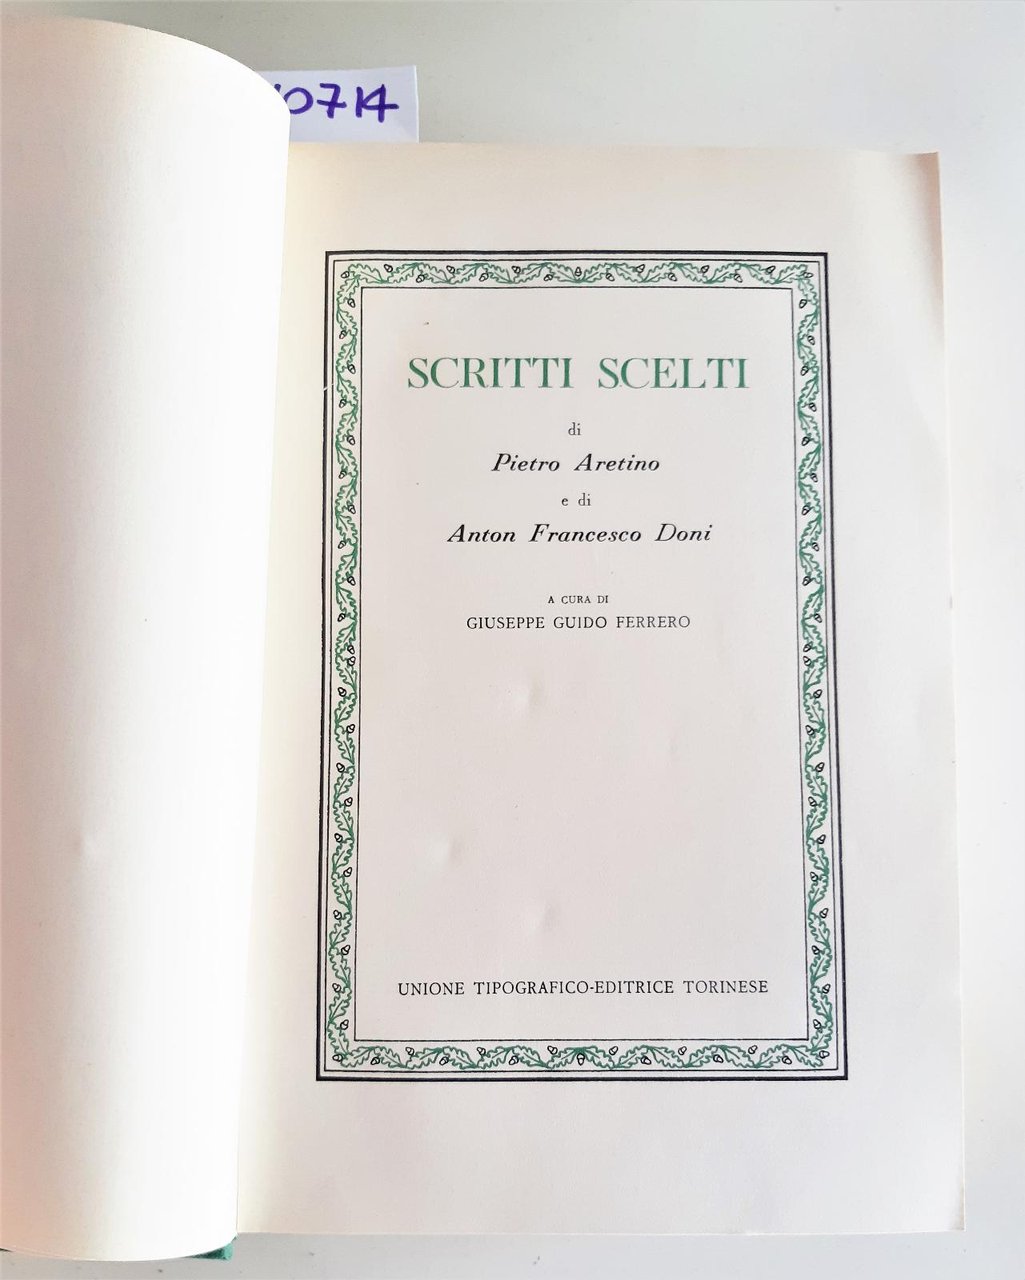 0714
SCRITTI SCELTI
di
Pietro Aretino
e di
Anton Francesco Doni
A CURA DI
GIUSEPPE GUIDO FERRERO
UNIONE TIPOGRAFICO-EDITRICE TORINESE